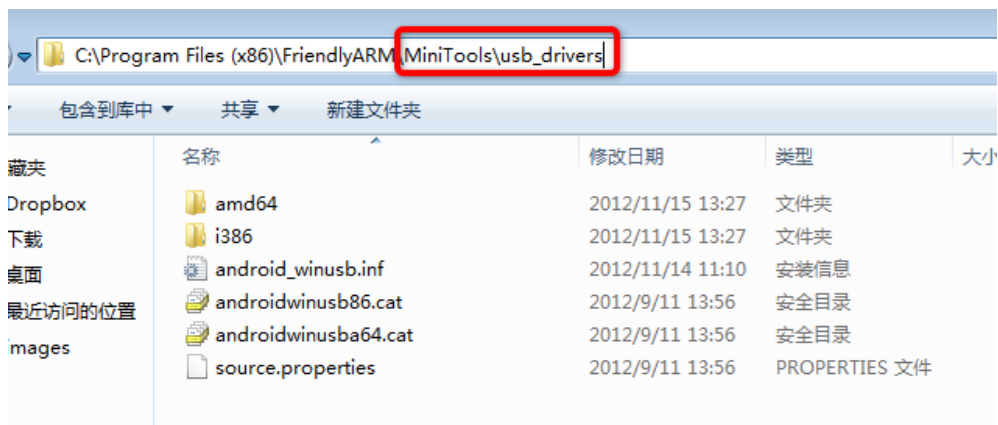 C:\Program Files (x86)\FriendlyARM\MiniTools\usb_drivers
包含到库中 共享 新建文件夹
名称 修改日期 类型 大小
藏夹
Dropbox
下载
桌面
最近访问的位置
images
amd64 2012/11/15 13:27 文件夹
i386 2012/11/15 13:27 文件夹
android_winusb.inf 2012/11/14 11:10 安装信息
androidwinusb86.cat 2012/9/11 13:56 安全目录
androidwinusba64.cat 2012/9/11 13:56 安全目录
source.properties 2012/9/11 13:56 PROPERTIES 文件